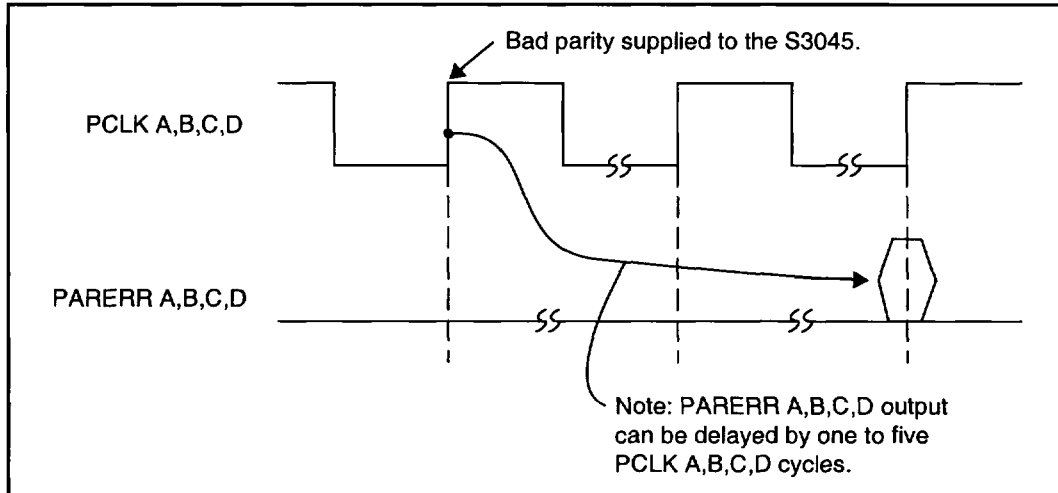 Bad parity supplied to the S3045.
PCLK A,B,C,D
PARERR A,B,C,D
Note: PARERR A,B,C,D output
can be delayed by one to five
PCLK A,B,C,D cycles.